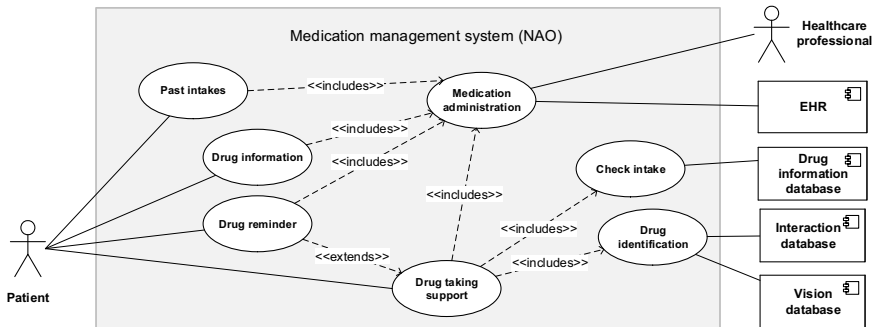 Medication management system (NAO)
Healthcare
professional
Past intakes
<<includes>>
Medication
administration
EHR
Drug information
<<includes>>
<<includes>>
Check intake
Drug
information
database
Drug reminder
<<includes>>
<<includes>>
Drug
identification
Interaction
database
<<extends>>
<<includes>>
Drug taking
support
Patient
Vision
database